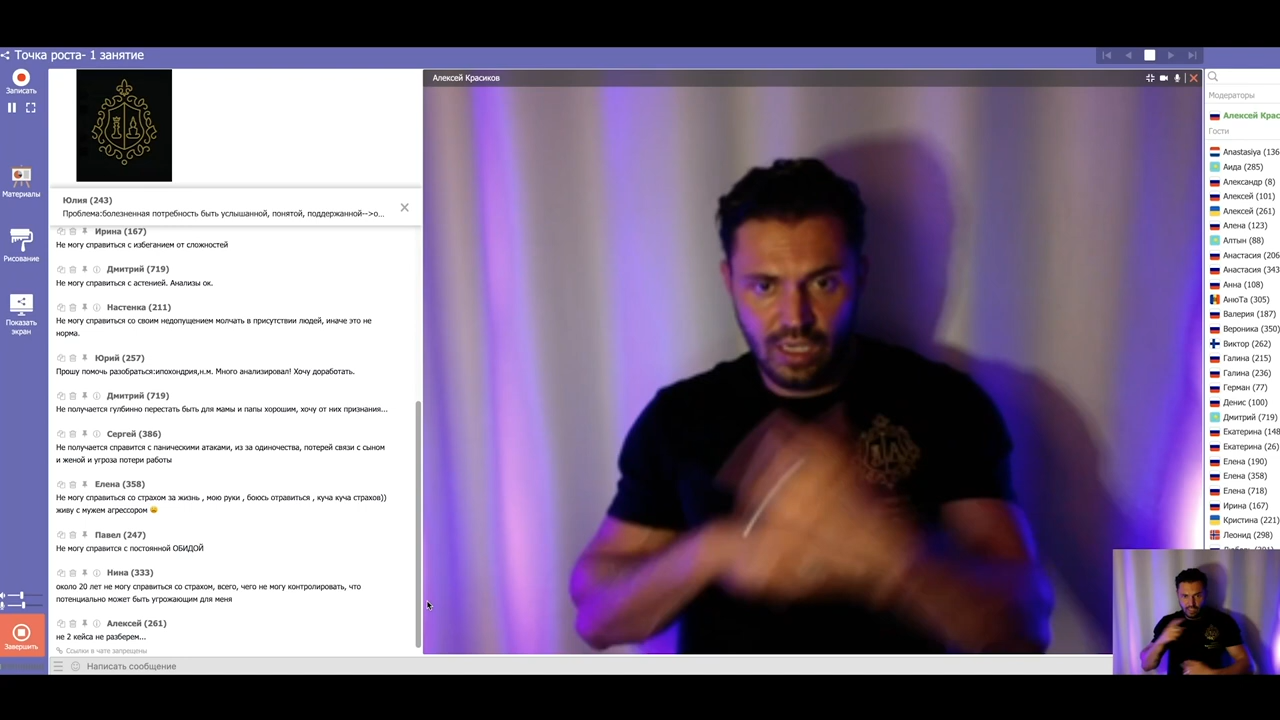 Точка роста- 1 занятие
Записать
Материалы
Рисование
Показать
экран
Завершить
Юлия (243)
Проблема:болезненная потребность быть услышанной, понятой, поддержанной-->о...
Ирина (167)
Не могу справиться с избеганием от сложностей
Дмитрий (719)
Не могу справиться с астенией. Анализы ок.
Настенка (211)
Не могу справиться со своим недопущением молчать в присутствии людей, иначе это не
норма.
Юрий (257)
Прошу помочь разобраться:ипохондрия,н.м. Много анализировал! Хочу доработать.
Дмитрий (719)
Не получается гулбинно перестать быть для мамы и папы хорошим, хочу от них признания...
Сергей (386)
Не получается справится с паническими атаками, из за одиночества, потерей связи с сыном
и женой и угроза потери работы
Елена (358)
Не могу справиться со страхом за жизнь , мою руки , боюсь отравиться , куча куча страхов))
живу с мужем агрессором
Павел (247)
Не могу справится с постоянной ОБИДОЙ
Нина (333)
около 20 лет не могу справиться со страхом, всего, чего не могу контролировать, что
потенциально может быть угрожающим для меня
Алексей (261)
не 2 кейса не разберем...
Ссылки в чате запрещены
Написать сообщение
Алексей Красиков
Модераторы
Алексей Крас
Гости
Anastasiya (136
Аида (285)
Александр (8)
Алексей (101)
Алексей (261)
Алена (123)
Алтын (88)
Анастасия (206
Анастасия (343
Анна (108)
АнюТа (305)
Валерия (187)
Вероника (350)
Виктор (262)
Галина (215)
Галина (236)
Герман (77)
Денис (100)
Дмитрий (719)
Екатерина (148
Екатерина (26)
Елена (190)
Елена (358)
Елена (718)
Ирина (167)
Кристина (221)
Леонид (298)